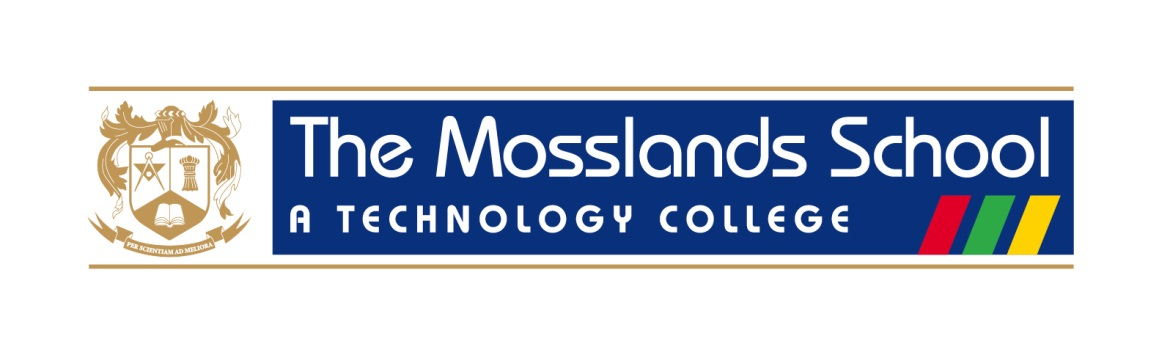 The Mosslands School
A TECHNOLOGY COLLEGE
PER SCIENTIAM AD MELIORA